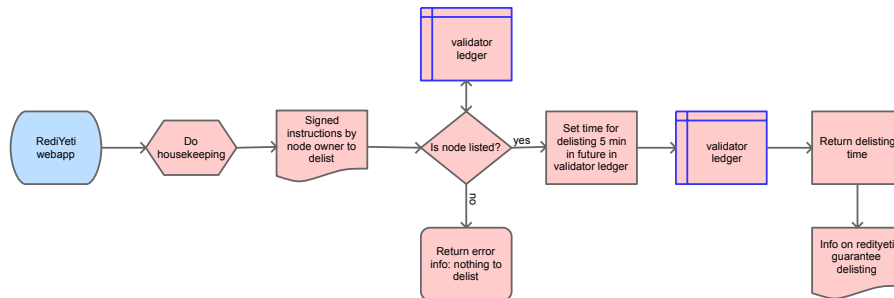 validator
ledger
RediYeti
webapp
Do
housekeeping
Signed
instructions by
node owner to
delist
Is node listed?
yes
Set time for
delisting 5 min
in future in
validator ledger
validator
ledger
Return delisting
time
no
Return error
info: nothing to
delist
Info on redityeti
guarantee
delisting